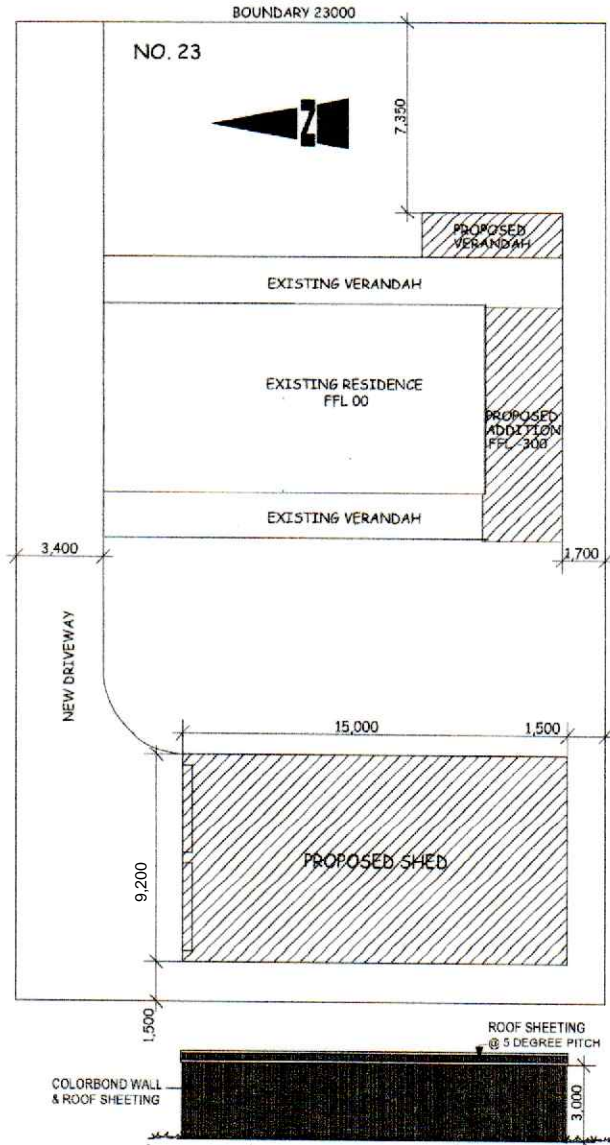 BOUNDARY 23000
NO. 23
N
7,350
PROPOSED
VERANDAH
EXISTING VERANDAH
EXISTING RESIDENCE
FFL 00
PROPOSED
ADDITION
FFL -300
EXISTING VERANDAH
3,400
1,700
NEW DRIVEWAY
15,000
1,500
PROPOSED SHED
9,200
1,500
ROOF SHEETING
@ 5 DEGREE PITCH
COLORBOND WALL
& ROOF SHEETING
3,000